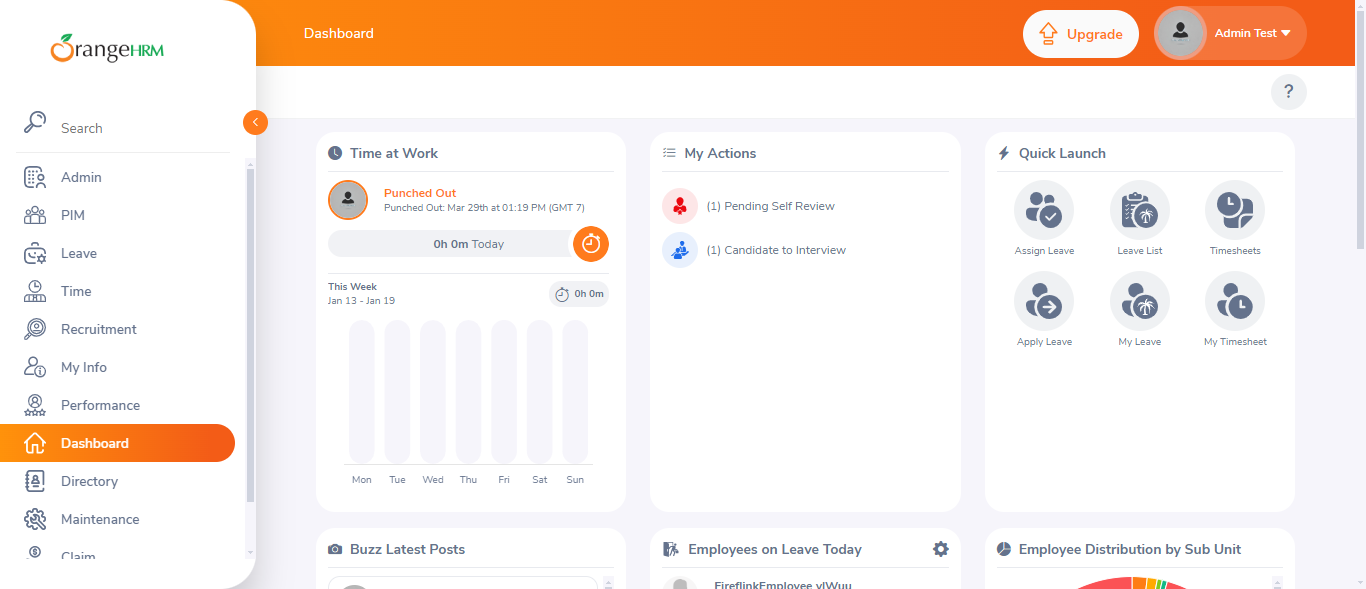 OrangeHRM
Dashboard
Upgrade
Admin Test
?
Search
Admin
PIM
Leave
Time
Recruitment
My Info
Performance
Dashboard
Directory
Maintenance
Claim
Time at Work
Punched Out
Punched Out: Mar 29th at 01:19 PM (GMT 7)
0h 0m Today
This Week
Jan 13 - Jan 19
0h 0m
Mon Tue Wed Thu Fri Sat Sun
My Actions
(1) Pending Self Review
(1) Candidate to Interview
Quick Launch
Assign Leave
Leave List
Timesheets
Apply Leave
My Leave
My Timesheet
Buzz Latest Posts
Employees on Leave Today
Employee Distribution by Sub Unit